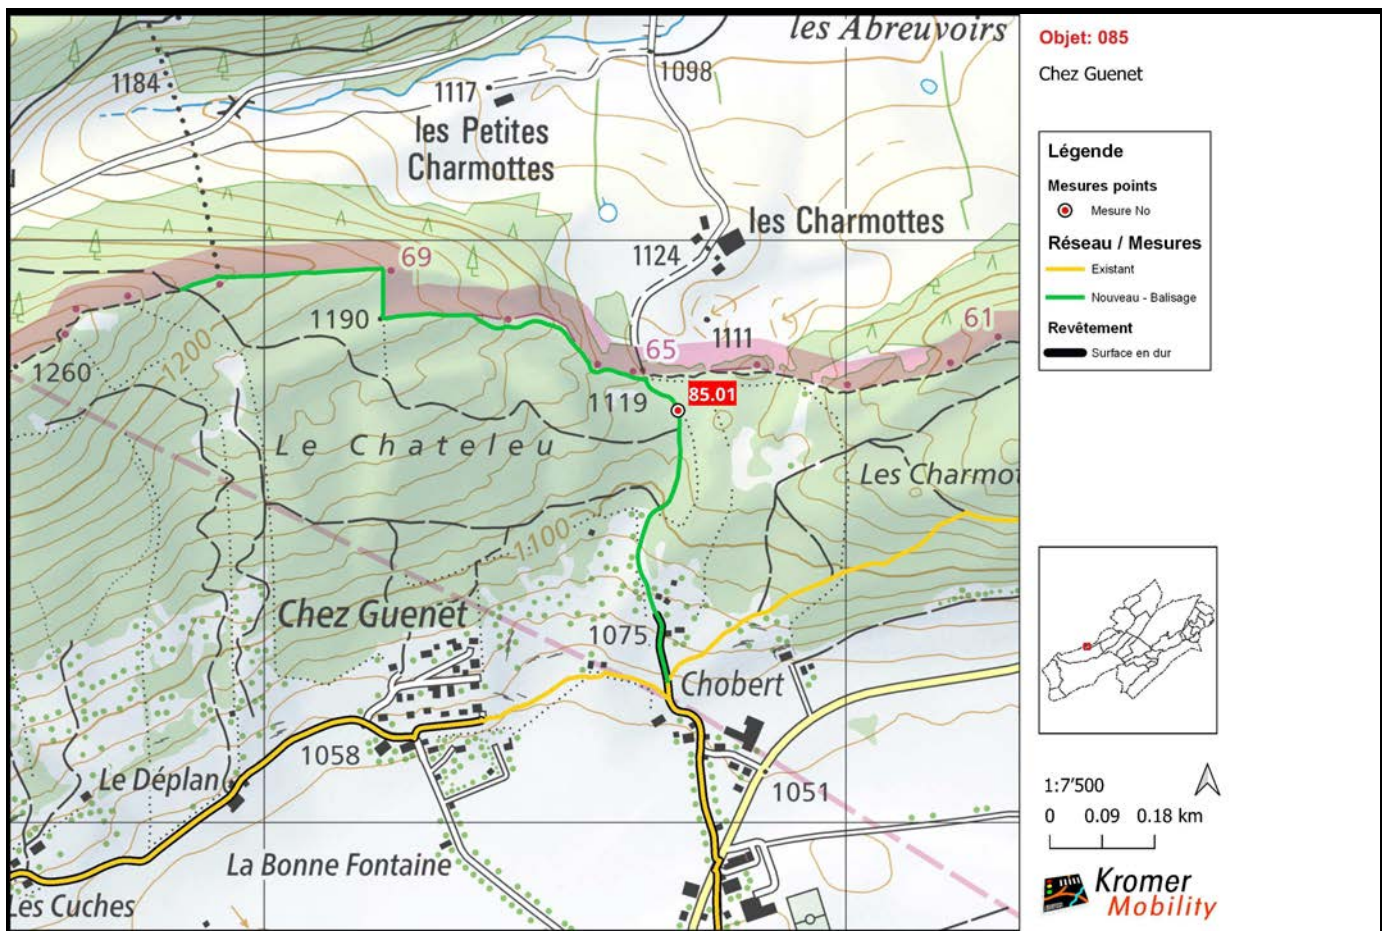 les Abreuvoirs
1184
1098
1117
les Petites
Charmottes
les Charmottes
1124
69
1190
1111
61
65
1200
1260
85.01
1119
Le Chateleu
Les Charmot
1100
Chez Guenet
1075
Chobert
1058
Le Déplan
1051
La Bonne Fontaine
Les Cuches
Objet: 085
Chez Guenet
Légende
Mesures points
Mesure No
Réseau / Mesures
Existant
Nouveau - Balisage
Revêtement
Surface en dur
1:7'500
0 0.09 0.18 km
Kromer
Mobility